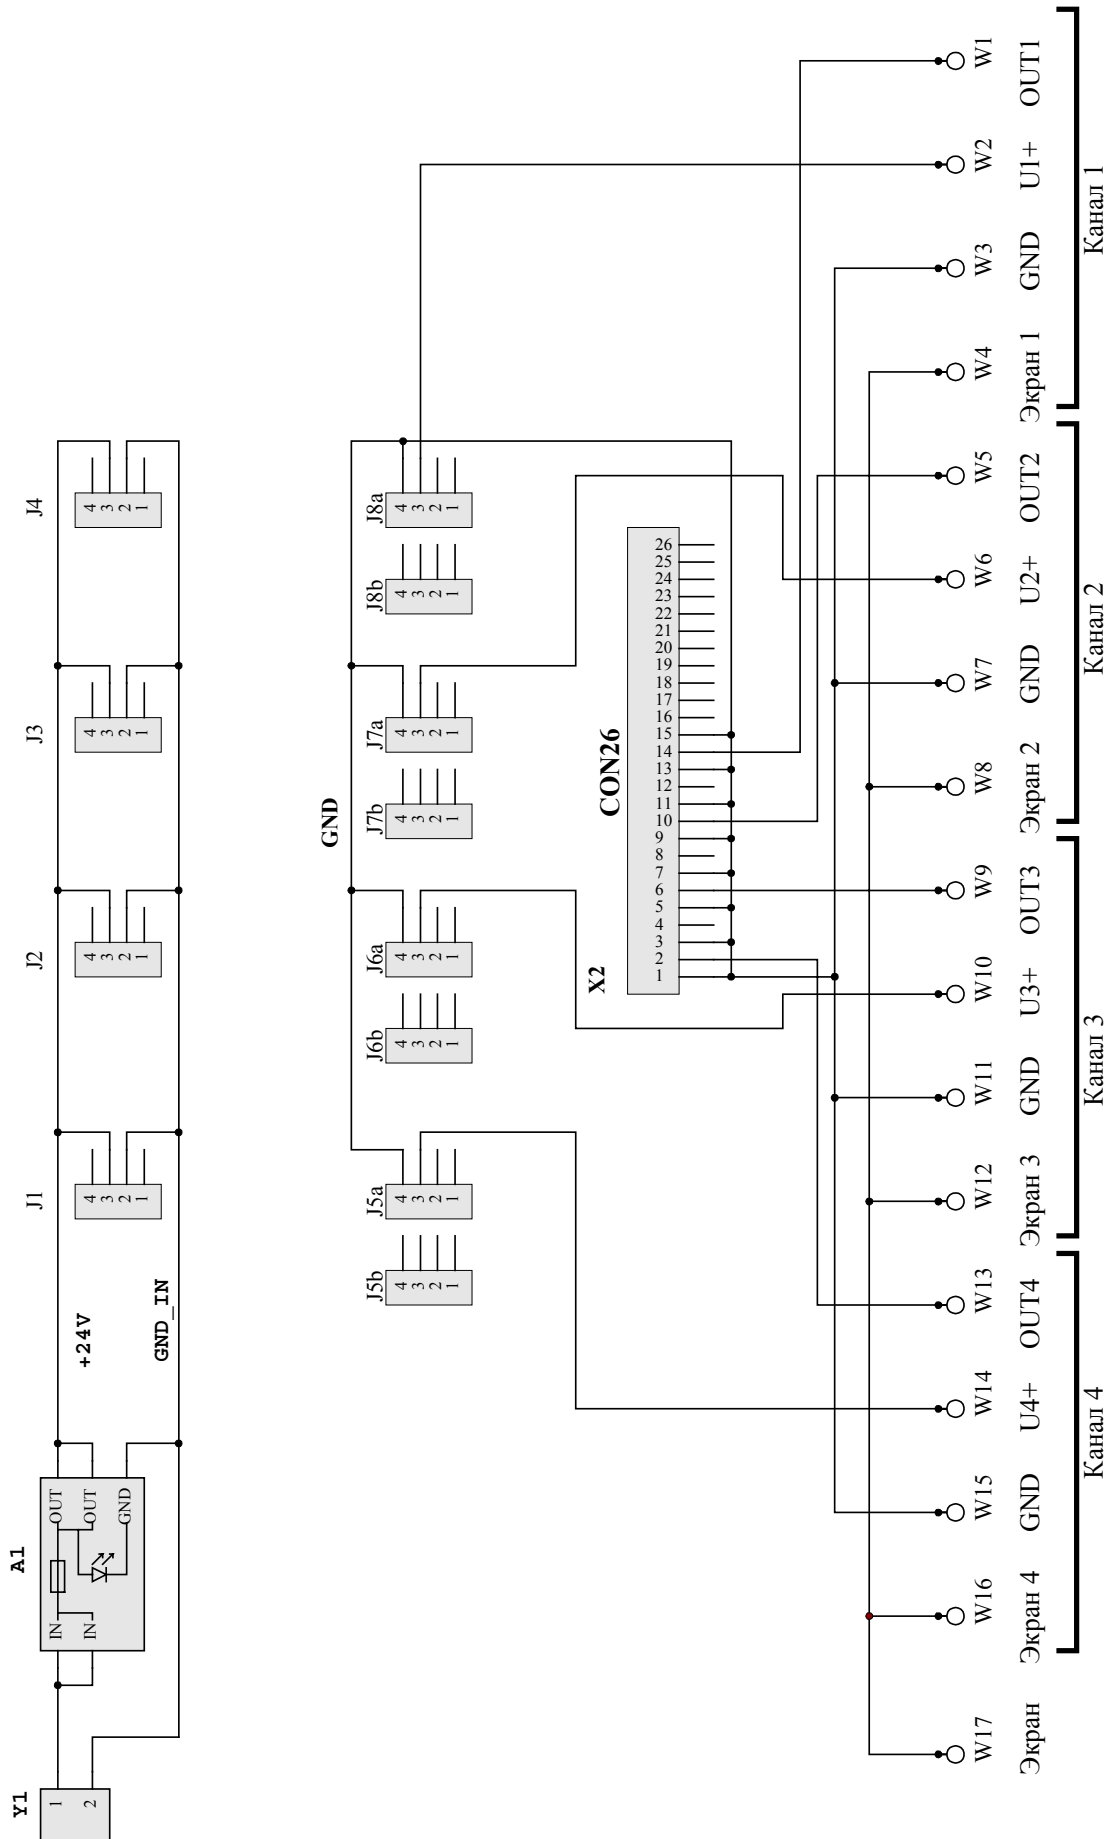 Y1
1
2
A1
IN
IN
OUT
OUT
GND
+24V
GND_IN
J1
4
3
2
1
J2
4
3
2
1
J3
4
3
2
1
J4
4
3
2
1
GND
J5b
4
3
2
1
J5a
4
3
2
1
J6b
4
3
2
1
J6a
4
3
2
1
J7b
4
3
2
1
J7a
4
3
2
1
J8b
4
3
2
1
J8a
4
3
2
1
X2
CON26
1
2
3
4
5
6
7
8
9
10
11
12
13
14
15
16
17
18
19
20
21
22
23
24
25
26
W17
W16
W15
W14
W13
W12
W11
W10
W9
W8
W7
W6
W5
W4
W3
W2
W1
Экран
Экран 4
GND
U4+
OUT4
Экран 3
GND
U3+
OUT3
Экран 2
GND
U2+
OUT2
Экран 1
GND
U1+
OUT1
Канал 4
Канал 3
Канал 2
Канал 1